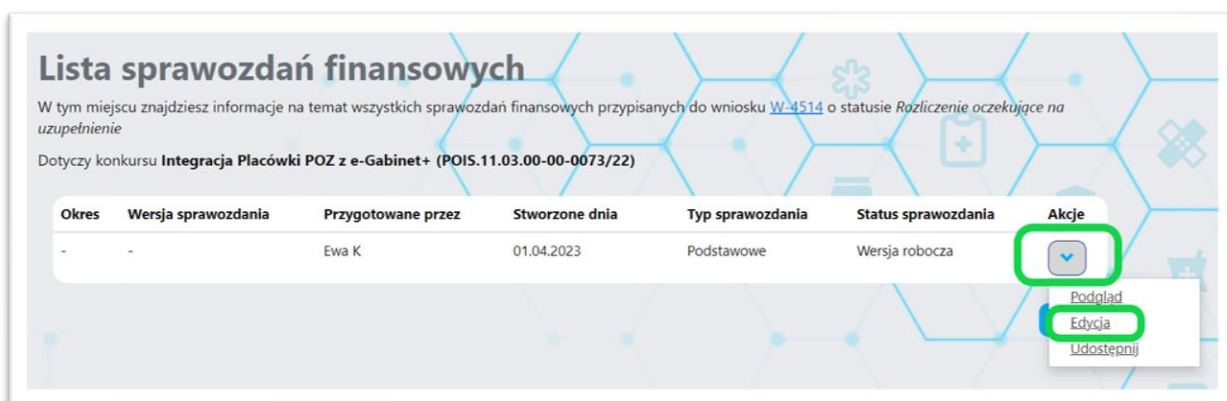 Lista sprawozdań finansowych
W tym miejscu znajdziesz informacje na temat wszystkich sprawozdań finansowych przypisanych do wniosku W-4514 o statusie Rozliczenie oczekujące na
uzupełnienie
Dotyczy konkursu Integracja Placówki POZ z e-Gabinet+ (POIS.11.03.00-00-0073/22)
Okres Wersja sprawozdania Przygotowane przez Stworzone dnia Typ sprawozdania Status sprawozdania Akcje
- - Ewa K 01.04.2023 Podstawowe Wersja robocza
Podgląd
Edycja
Udostępnij